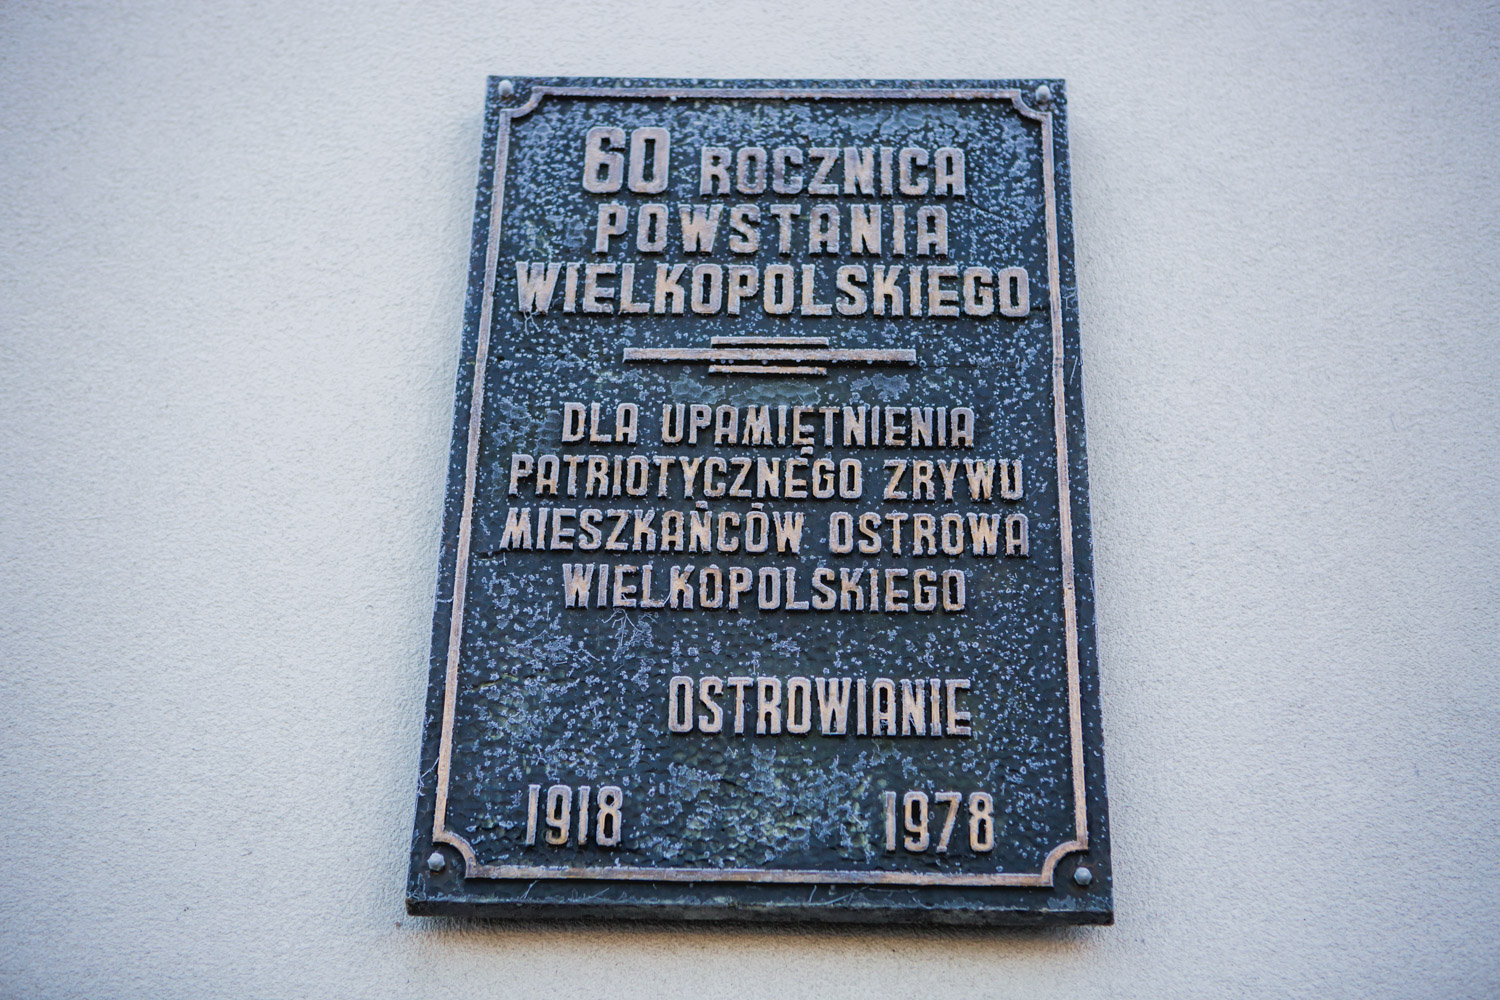 60 ROCZNICA
POWSTANIA
WIELKOPOLSKIEGO
DLA UPAMIĘTNIENIA
PATRIOTYCZNEGO ZRYWU
MIESZKAŃCÓW OSTROWA
WIELKOPOLSKIEGO
OSTROWIANIE
1918 1978